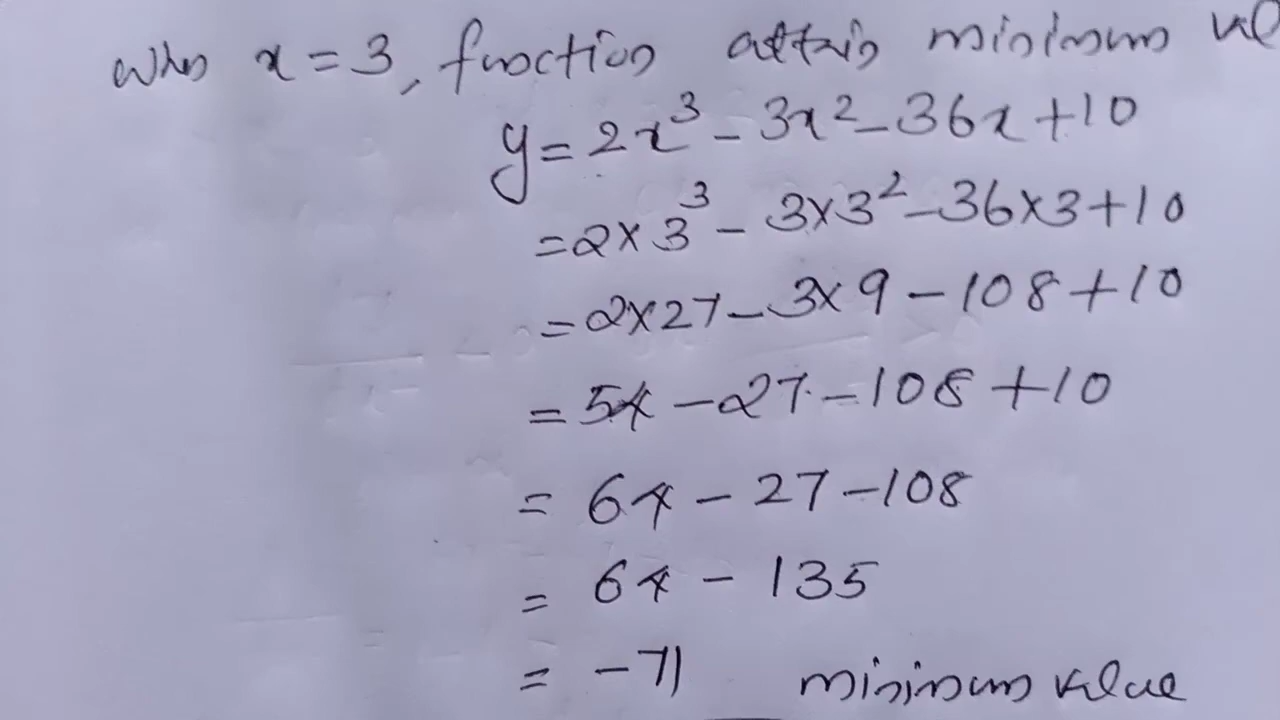 when x = 3, function attain minimum
y = 2x³ - 3x² - 36x + 10
= 2×3³ - 3×3² - 36×3 + 10
= 2×27 - 3×9 - 108 + 10
= 54 - 27 - 108 + 10
= 64 - 27 - 108
= 64 - 135
= -71 minimum value